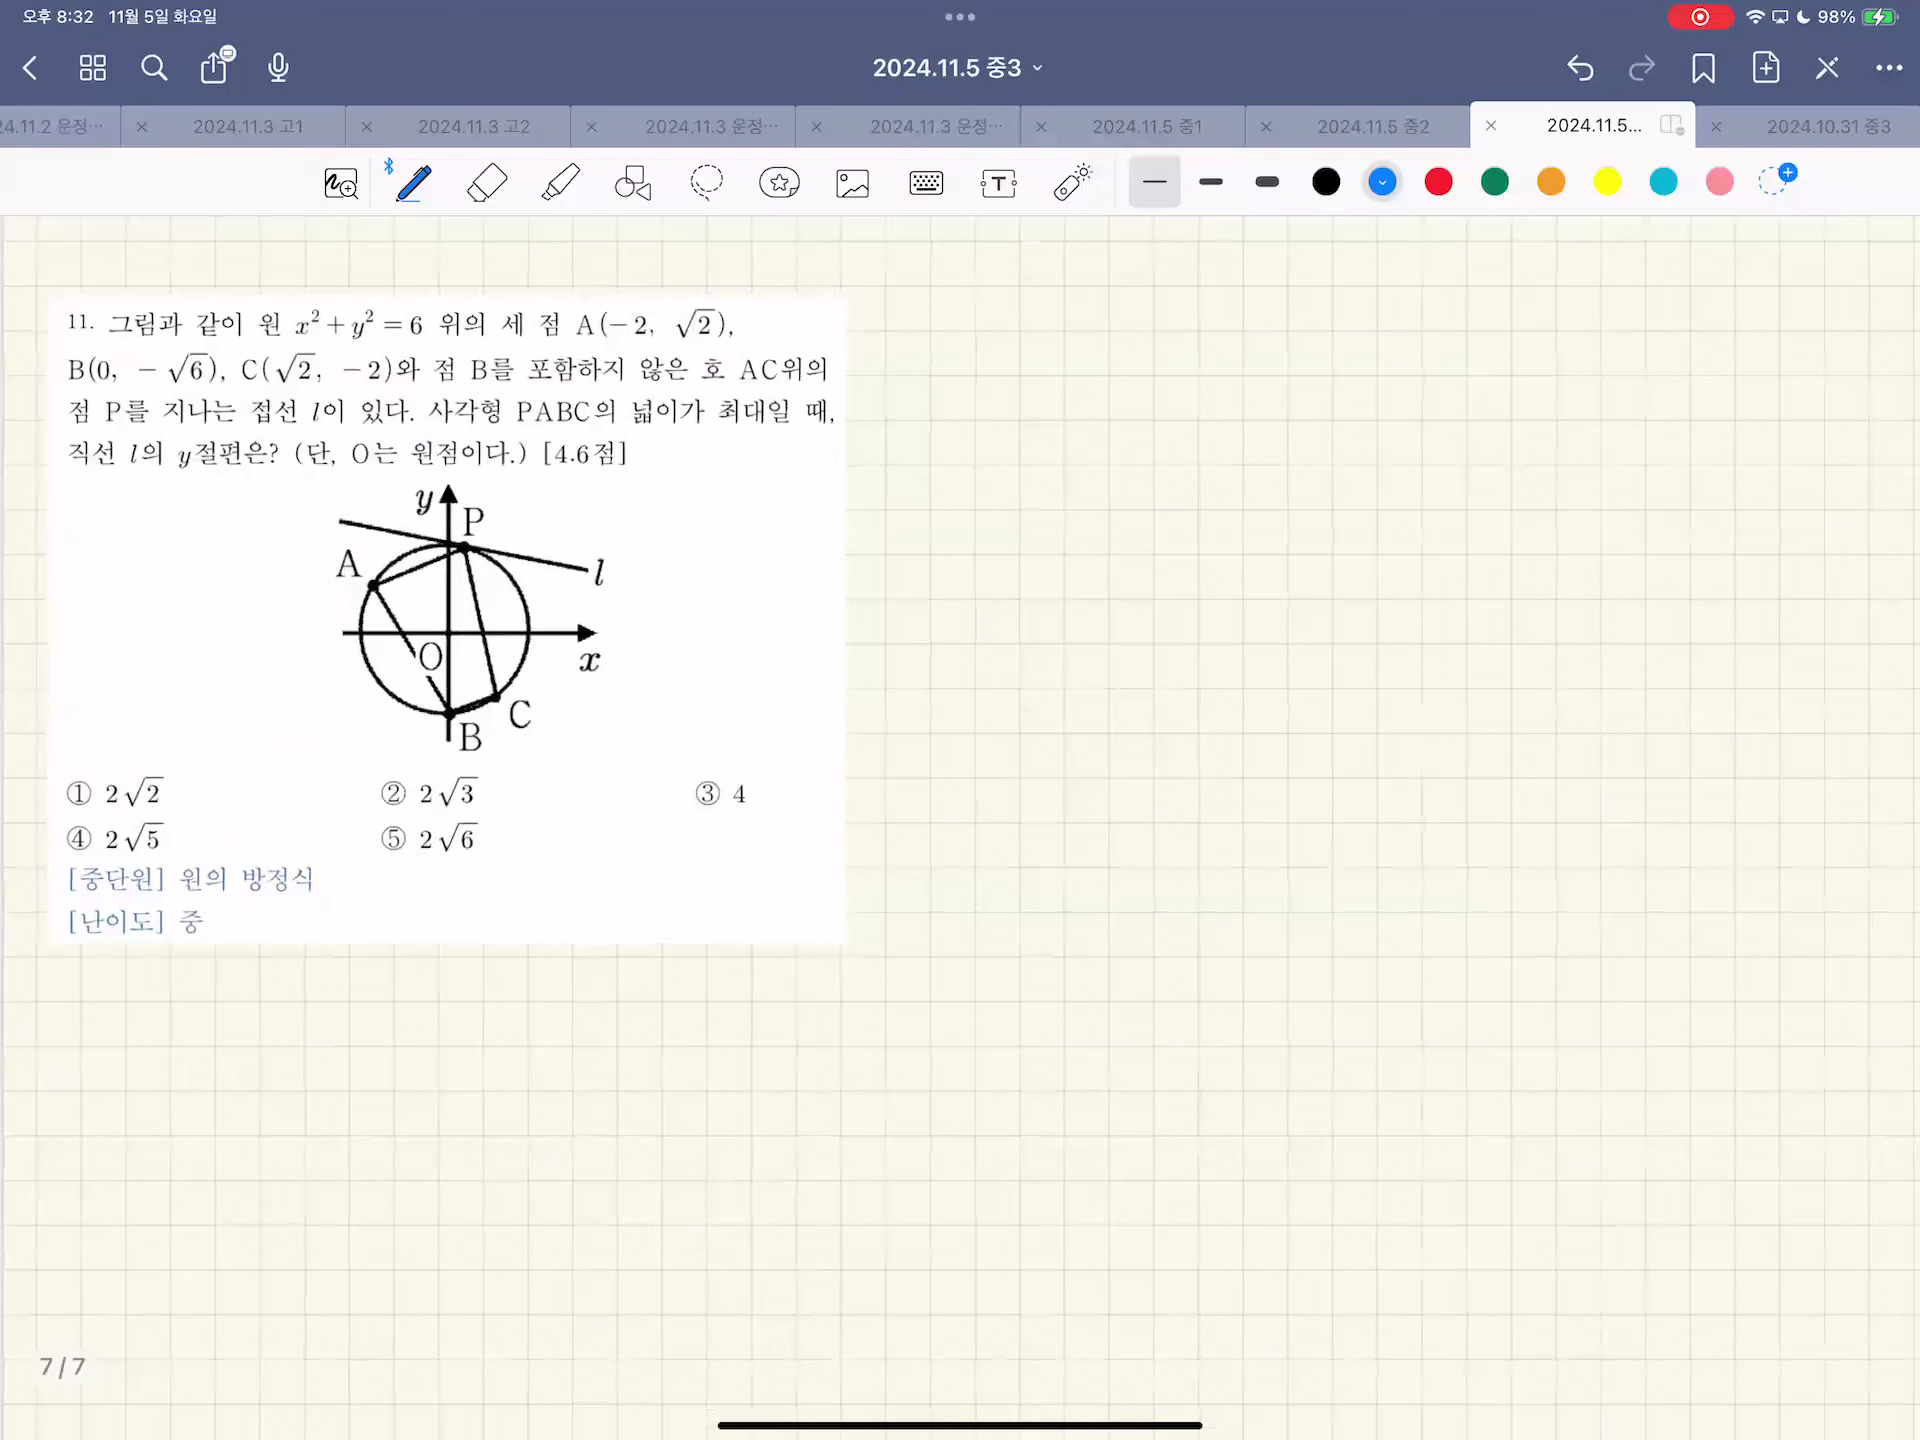 오후 8:32 11월 5일 화요일
98%
2024.11.5 중3
24.11.2 운정…
2024.11.3 고1
2024.11.3 고2
2024.11.3 운정…
2024.11.3 운정…
2024.11.5 중1
2024.11.5 중2
2024.11.5...
2024.10.31 중3
T
11. 그림과 같이 원 x²+y²=6 위의 세 점 A(−2, √2),
B(0, −√6), C(√2, −2)와 점 B를 포함하지 않은 호 AC위의
점 P를 지나는 접선 l이 있다. 사각형 PABC의 넓이가 최대일 때,
직선 l의 y절편은? (단, O는 원점이다.) [4.6점]
y
P
A
l
O
x
C
B
① 2√2 ② 2√3 ③ 4
④ 2√5 ⑤ 2√6
[중단원] 원의 방정식
[난이도] 중
7 / 7